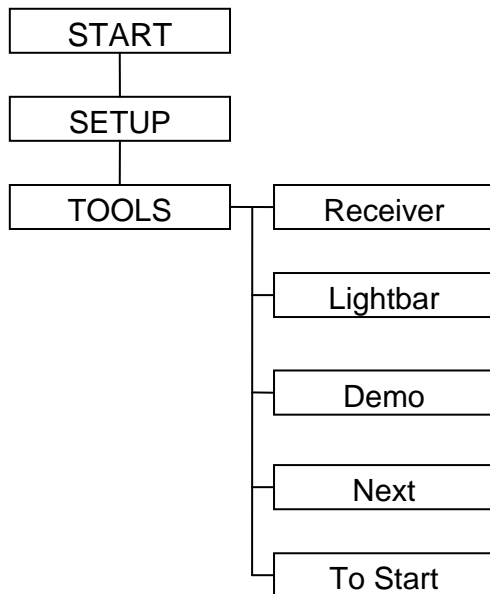 START
SETUP
TOOLS
Receiver
Lightbar
Demo
Next
To Start